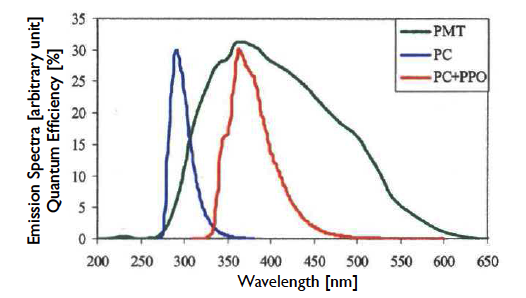 Emission Spectra [arbitrary unit]
Quantum Efficiency [%]
35
30
25
20
15
10
5
0
PMT
PC
PC+PPO
200 250 300 350 400 450 500 550 600 650
Wavelength [nm]